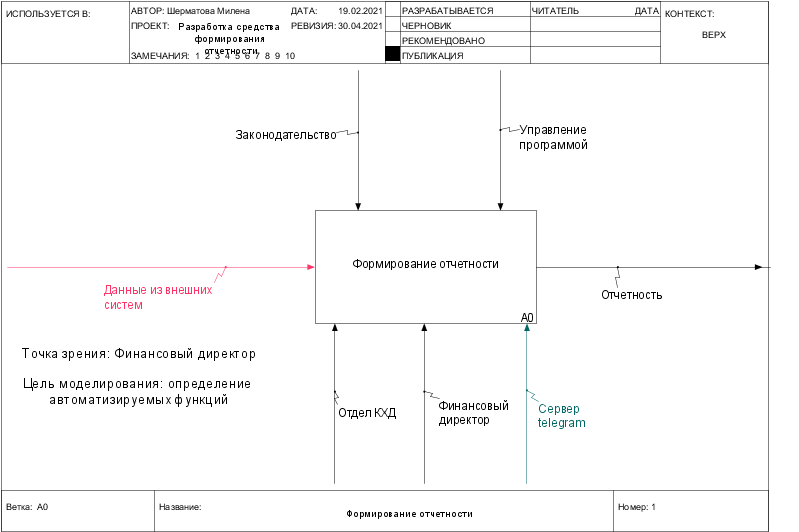 ИСПОЛЬЗУЕТСЯ В:
АВТОР: Шерматова Милена
ДАТА: 19.02.2021
ПРОЕКТ: Разработка средства
формирования
отчетности
РЕВИЗИЯ: 30.04.2021
ЗАМЕЧАНИЯ: 1 2 3 4 5 6 7 8 9 10
РАЗРАБАТЫВАЕТСЯ
ЧЕРНОВИК
РЕКОМЕНДОВАНО
ПУБЛИКАЦИЯ
ЧИТАТЕЛЬ
ДАТА
КОНТЕКСТ:
ВЕРХ
Законодательство
Управление
программой
Формирование отчетности
A0
Данные из внешних
систем
Отчетность
Точка зрения: Финансовый директор
Цель моделирования: определение
автоматизируемых функций
Отдел КХД
Финансовый
директор
Сервер
telegram
Ветка: A0
Название:
Формирование отчетности
Номер: 1